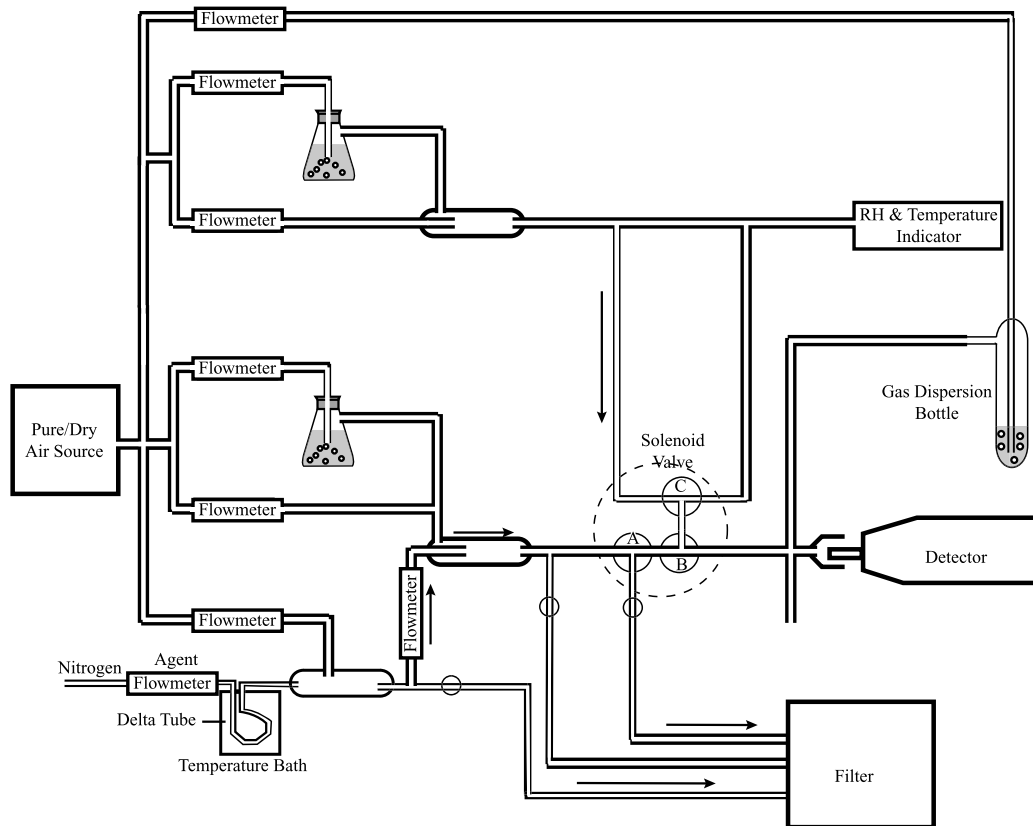 Flowmeter
Flowmeter
Flowmeter
RH & Temperature
Indicator
Flowmeter
Gas Dispersion
Bottle
Pure/Dry
Air Source
Solenoid
Valve
C
Flowmeter
A
B
Detector
Flowmeter
Flowmeter
Nitrogen
Agent
Flowmeter
Delta Tube
Temperature Bath
Filter